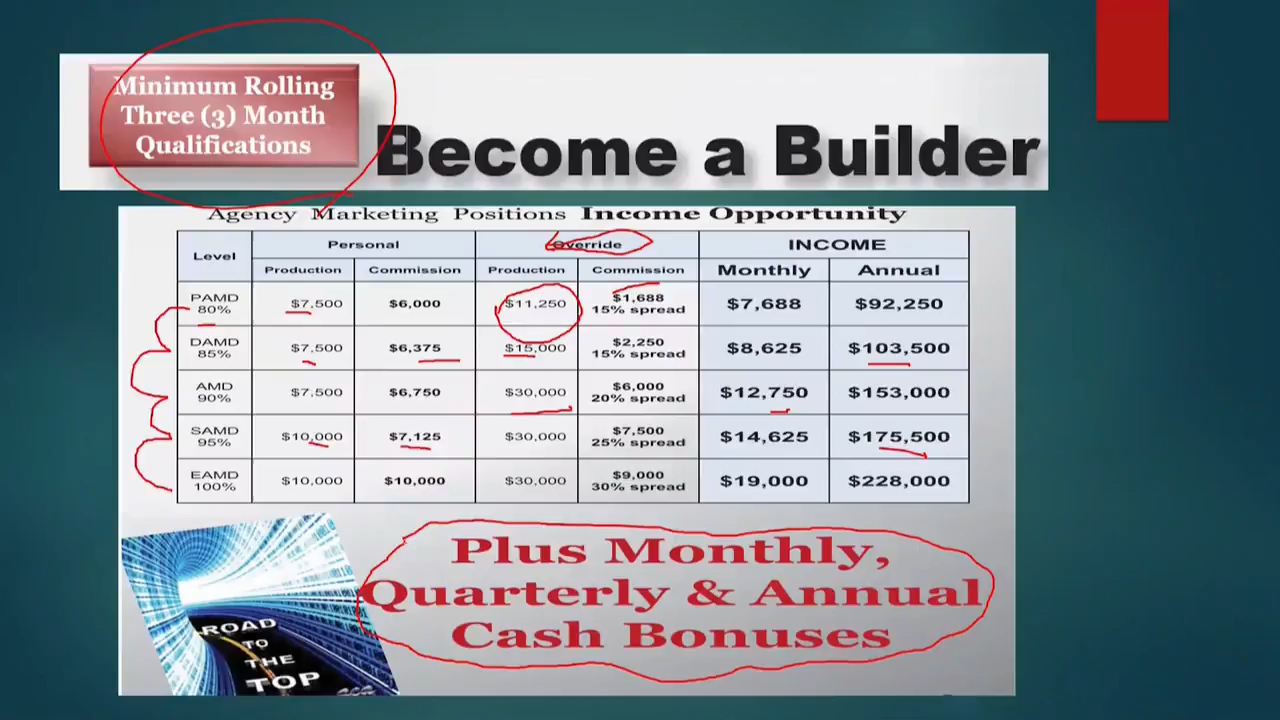 Minimum Rolling
Three (3) Month
Qualifications
Become a Builder
Agency Marketing Positions Income Opportunity
Level Personal Override INCOME
Production Commission Production Commission Monthly Annual
PAMD 80% $7,500 $6,000 $11,250 $1,688 15% spread $7,688 $92,250
DAMD 85% $7,500 $6,375 $15,000 $2,250 15% spread $8,625 $103,500
AMD 90% $7,500 $6,750 $30,000 $6,000 20% spread $12,750 $153,000
SAMD 95% $10,000 $7,125 $30,000 $7,500 25% spread $14,625 $175,500
EAMD 100% $10,000 $10,000 $30,000 $9,000 30% spread $19,000 $228,000
Plus Monthly,
Quarterly & Annual
Cash Bonuses
ROAD
TO
THE
TOP